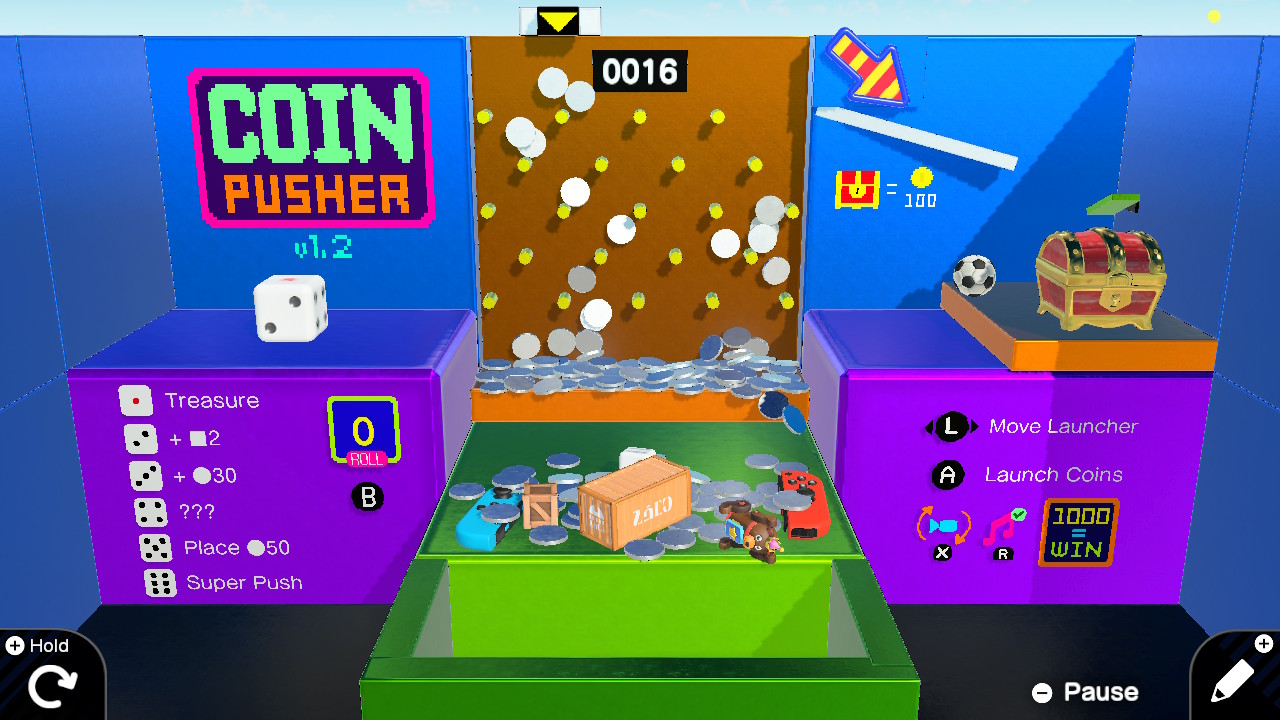 0016
COIN
PUSHER
v1.2
= 100
Treasure
+ 2
+ 30
???
Place 50
Super Push
0
ROLL
B
ZACO
L Move Launcher
A Launch Coins
X
R
1000
=
WIN
+ Hold
- Pause
+